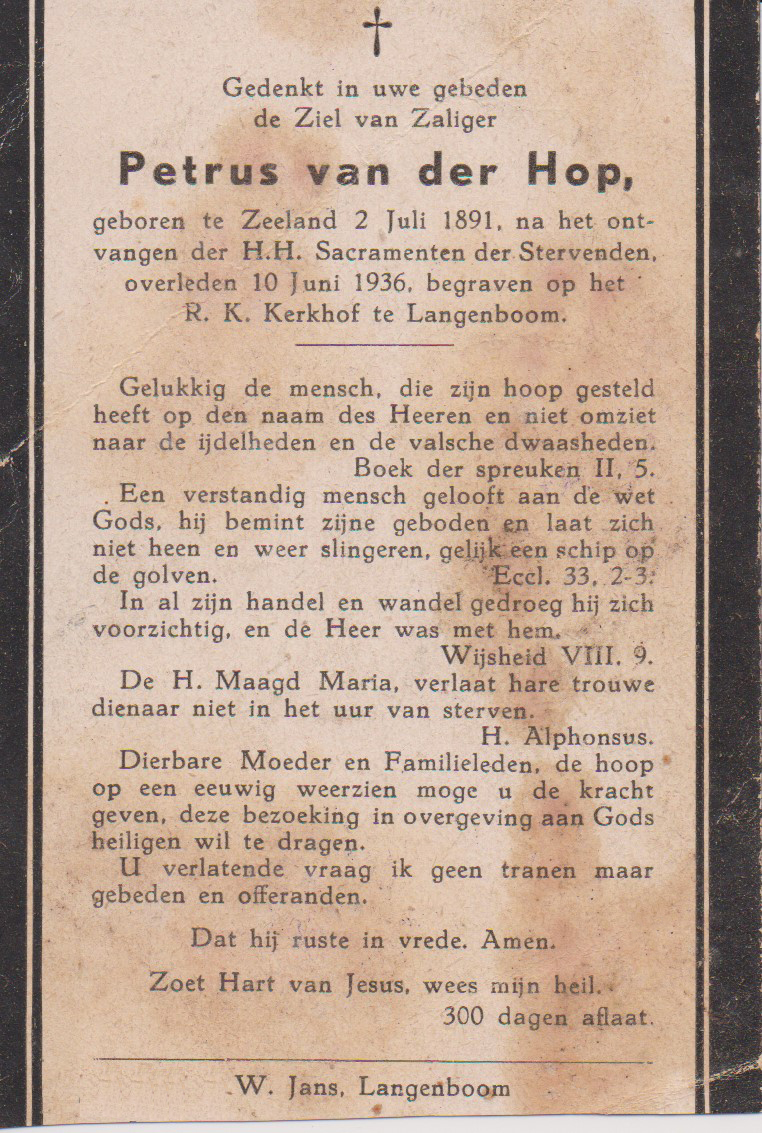 Gedenkt in uwe gebeden
de Ziel van Zaliger
Petrus van der Hop,
geboren te Zeeland 2 Juli 1891, na het ont-
vangen der H.H. Sacramenten der Stervenden,
overleden 10 Juni 1936, begraven op het
R. K. Kerkhof te Langenboom.
Gelukkig de mensch, die zijn hoop gesteld
heeft op den naam des Heeren en niet omziet
naar de ijdelheden en de valsche dwaasheden.
Boek der spreuken II, 5.
Een verstandig mensch gelooft aan de wet
Gods, hij bemint zijne geboden en laat zich
niet heen en weer slingeren, gelijk een schip op
de golven. Eccl. 33, 2-3.
In al zijn handel en wandel gedroeg hij zich
voorzichtig, en de Heer was met hem.
Wijsheid VIII. 9.
De H. Maagd Maria, verlaat hare trouwe
dienaar niet in het uur van sterven.
H. Alphonsus.
Dierbare Moeder en Familieleden, de hoop
op een eeuwig weerzien moge u de kracht
geven, deze bezoeking in overgeving aan Gods
heiligen wil te dragen.
U verlatende vraag ik geen tranen maar
gebeden en offeranden.
Dat hij ruste in vrede. Amen.
Zoet Hart van Jesus, wees mijn heil.
300 dagen aflaat.
W. Jans, Langenboom